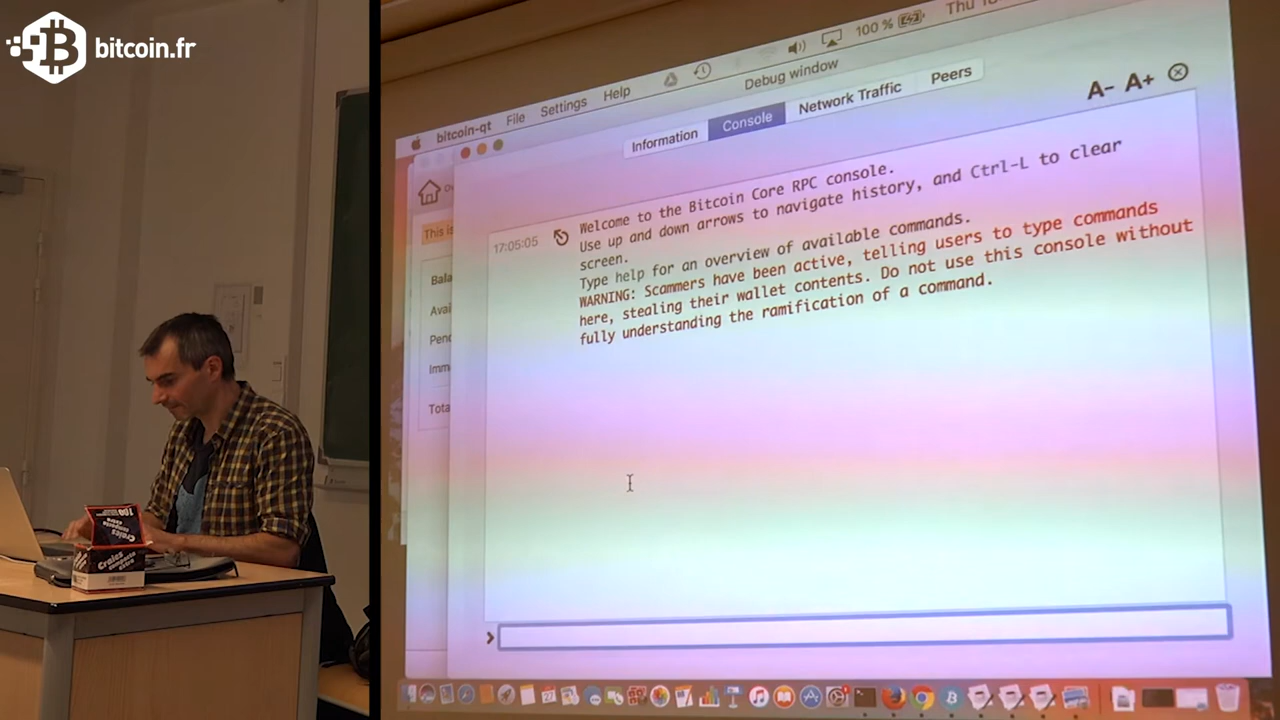 bitcoin.fr
100 %
Thu
bitcoin-qt File Settings Help
Debug window
Information Console Network Traffic Peers
A- A+
This is
17:05:05
Welcome to the Bitcoin Core RPC console.
Use up and down arrows to navigate history, and Ctrl-L to clear
screen.
Type help for an overview of available commands.
WARNING: Scammers have been active, telling users to type commands
here, stealing their wallet contents. Do not use this console without
fully understanding the ramification of a command.
Bala
Avai
Pend
Imm
Tota
>
Craies